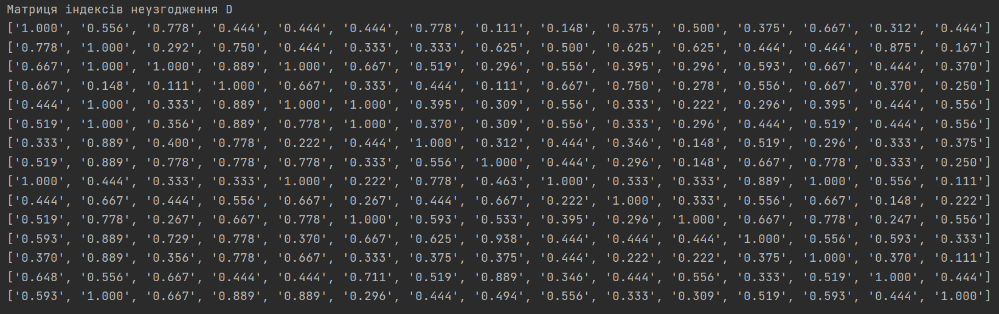 Матриця індексів неузгодження D
['1.000', '0.556', '0.778', '0.444', '0.444', '0.444', '0.778', '0.111', '0.148', '0.375', '0.500', '0.375', '0.667', '0.312', '0.444']
['0.778', '1.000', '0.292', '0.750', '0.444', '0.333', '0.333', '0.625', '0.500', '0.625', '0.625', '0.444', '0.444', '0.875', '0.167']
['0.667', '1.000', '1.000', '0.889', '1.000', '0.667', '0.519', '0.296', '0.556', '0.395', '0.296', '0.593', '0.667', '0.444', '0.370']
['0.667', '0.148', '0.111', '1.000', '0.667', '0.333', '0.444', '0.111', '0.667', '0.750', '0.278', '0.556', '0.667', '0.370', '0.250']
['0.444', '1.000', '0.333', '0.889', '1.000', '1.000', '0.395', '0.309', '0.556', '0.333', '0.222', '0.296', '0.395', '0.444', '0.556']
['0.519', '1.000', '0.356', '0.889', '0.778', '1.000', '0.370', '0.309', '0.556', '0.333', '0.296', '0.444', '0.519', '0.444', '0.556']
['0.333', '0.889', '0.400', '0.778', '0.222', '0.444', '1.000', '0.312', '0.444', '0.346', '0.148', '0.519', '0.296', '0.333', '0.375']
['0.519', '0.889', '0.778', '0.778', '0.778', '0.333', '0.556', '1.000', '0.444', '0.296', '0.148', '0.667', '0.778', '0.333', '0.250']
['1.000', '0.444', '0.333', '0.333', '1.000', '0.222', '0.778', '0.463', '1.000', '0.333', '0.333', '0.889', '1.000', '0.556', '0.111']
['0.444', '0.667', '0.444', '0.556', '0.667', '0.267', '0.444', '0.667', '0.222', '1.000', '0.333', '0.556', '0.667', '0.148', '0.222']
['0.519', '0.778', '0.267', '0.667', '0.778', '1.000', '0.593', '0.533', '0.395', '0.296', '1.000', '0.667', '0.778', '0.247', '0.556']
['0.593', '0.889', '0.729', '0.778', '0.370', '0.667', '0.625', '0.938', '0.444', '0.444', '0.444', '1.000', '0.556', '0.593', '0.333']
['0.370', '0.889', '0.356', '0.778', '0.667', '0.333', '0.375', '0.375', '0.444', '0.222', '0.222', '0.375', '1.000', '0.370', '0.111']
['0.648', '0.556', '0.667', '0.444', '0.444', '0.711', '0.519', '0.889', '0.346', '0.444', '0.556', '0.333', '0.519', '1.000', '0.444']
['0.593', '1.000', '0.667', '0.889', '0.889', '0.296', '0.444', '0.494', '0.556', '0.333', '0.309', '0.519', '0.593', '0.444', '1.000']